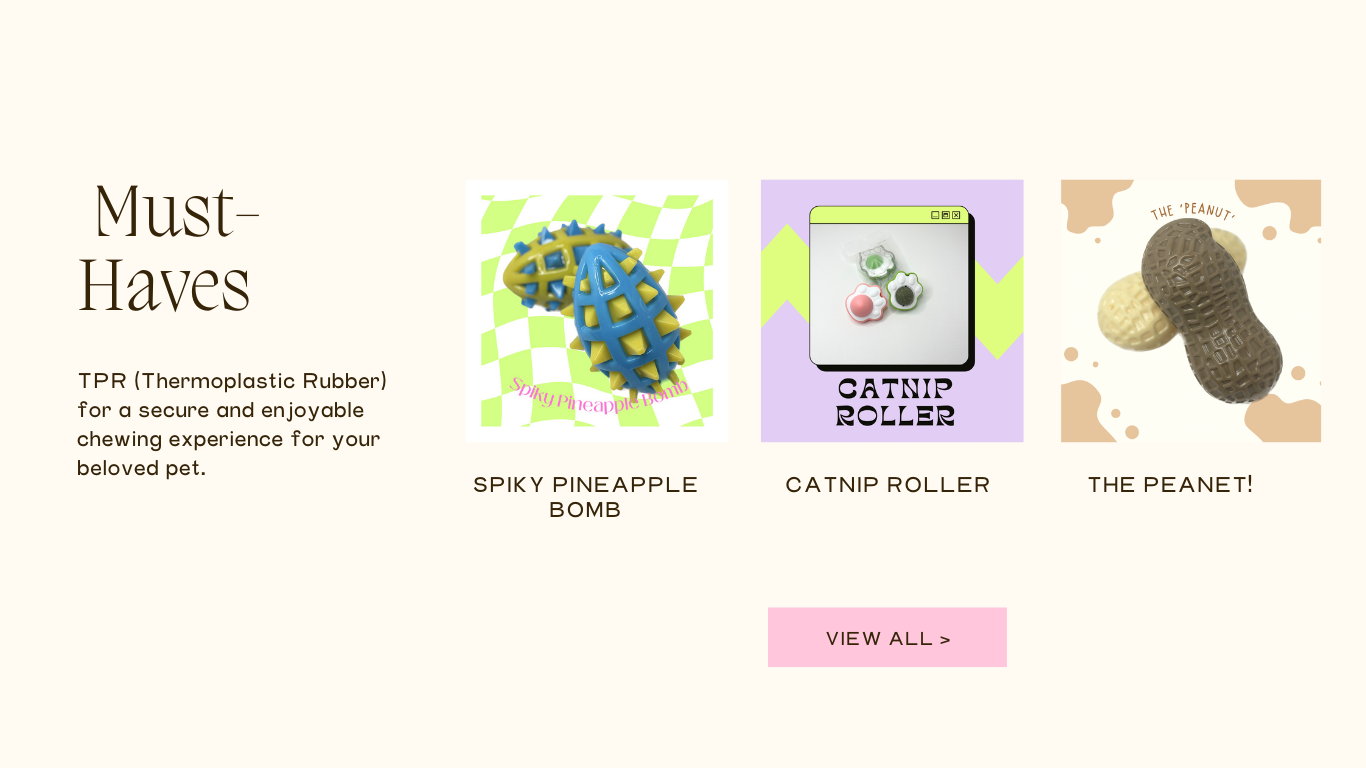 Must-
Haves
TPR (Thermoplastic Rubber)
for a secure and enjoyable
chewing experience for your
beloved pet.
Spiky Pineapple Bomb
SPIKY PINEAPPLE
BOMB
CATNIP
ROLLER
CATNIP ROLLER
THE 'PEANUT'
THE PEANET!
VIEW ALL >